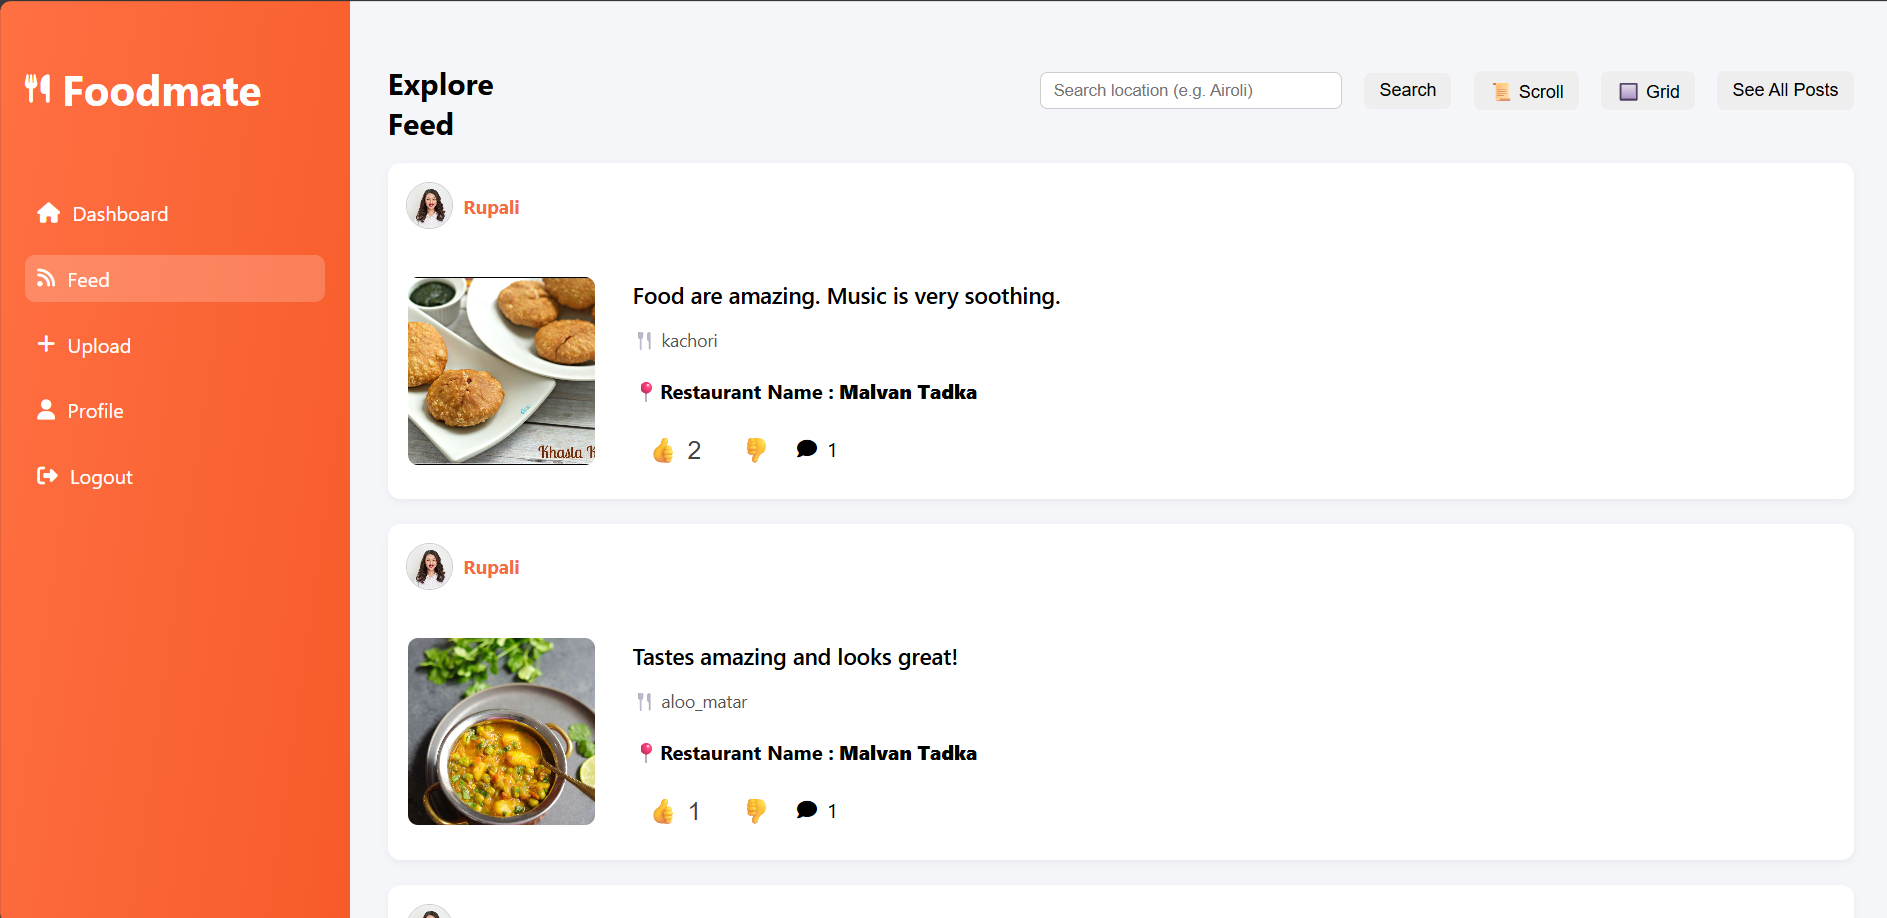 Foodmate
Dashboard
Feed
Upload
Profile
Logout
Explore
Feed
Search location (e.g. Airoli)
Search
Scroll
Grid
See All Posts
Rupali
Khasta K
Food are amazing. Music is very soothing.
kachori
Restaurant Name : Malvan Tadka
2
1
Rupali
Tastes amazing and looks great!
aloo_matar
Restaurant Name : Malvan Tadka
1
1